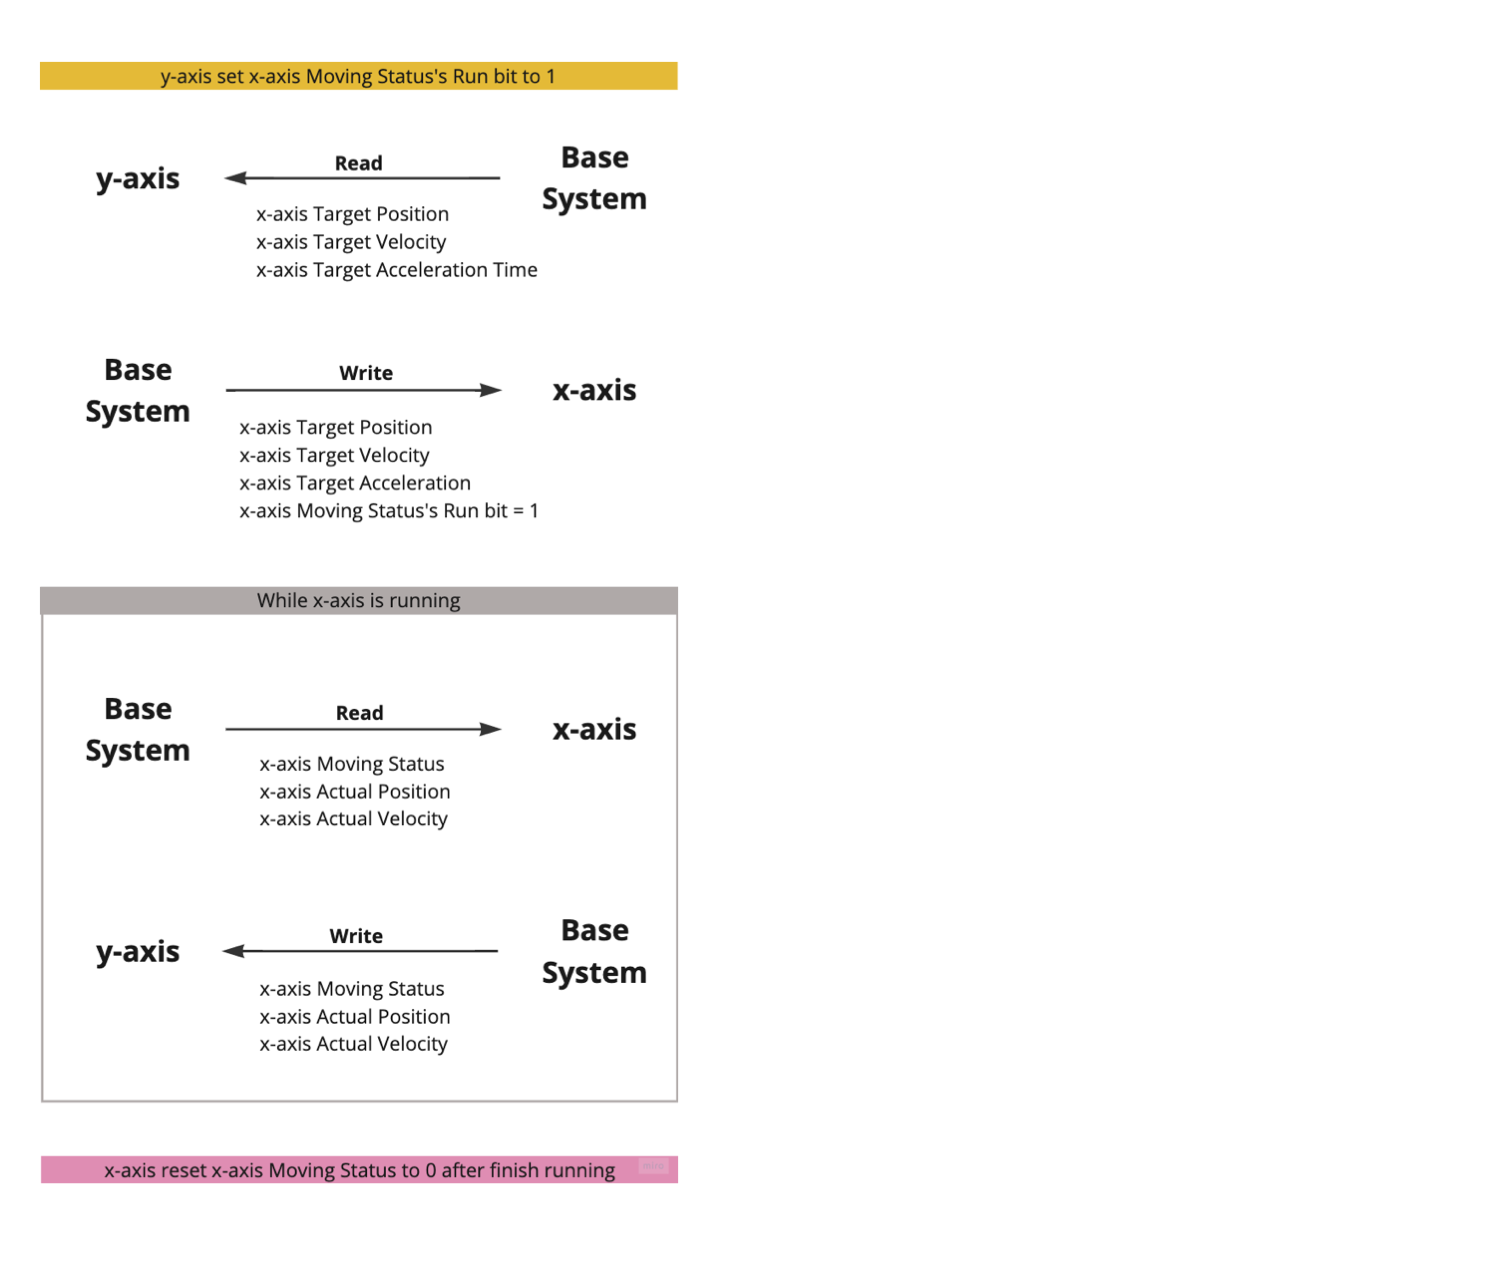 y-axis set x-axis Moving Status's Run bit to 1
y-axis
Read
Base
System
x-axis Target Position
x-axis Target Velocity
x-axis Target Acceleration Time
Base
System
Write
x-axis
x-axis Target Position
x-axis Target Velocity
x-axis Target Acceleration
x-axis Moving Status's Run bit = 1
While x-axis is running
Base
System
Read
x-axis
x-axis Moving Status
x-axis Actual Position
x-axis Actual Velocity
y-axis
Write
Base
System
x-axis Moving Status
x-axis Actual Position
x-axis Actual Velocity
x-axis reset x-axis Moving Status to 0 after finish running
miro